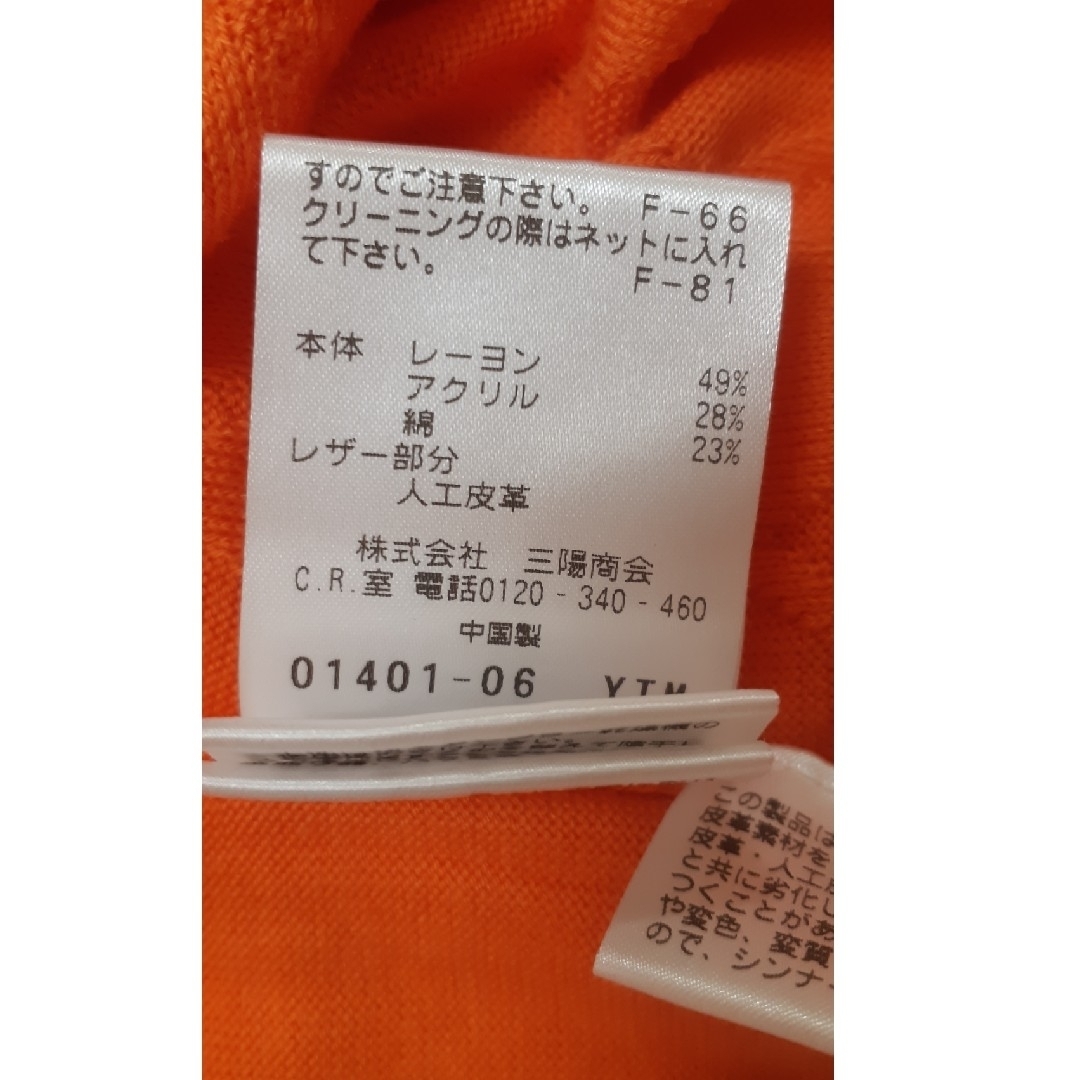 すのでご注意下さい。 F-66
クリーニングの際はネットに入れ
て下さい。 F-81
本体 レーヨン 49%
アクリル 28%
綿 23%
レザー部分
人工皮革
株式会社 三陽商会
C.R.室 電話0120-340-460
中国製
01401-06 YTM
この製品は
皮革素材を
皮革・人工
と共に劣化し
つくことがあ
や変色、変質
ので、シンナー